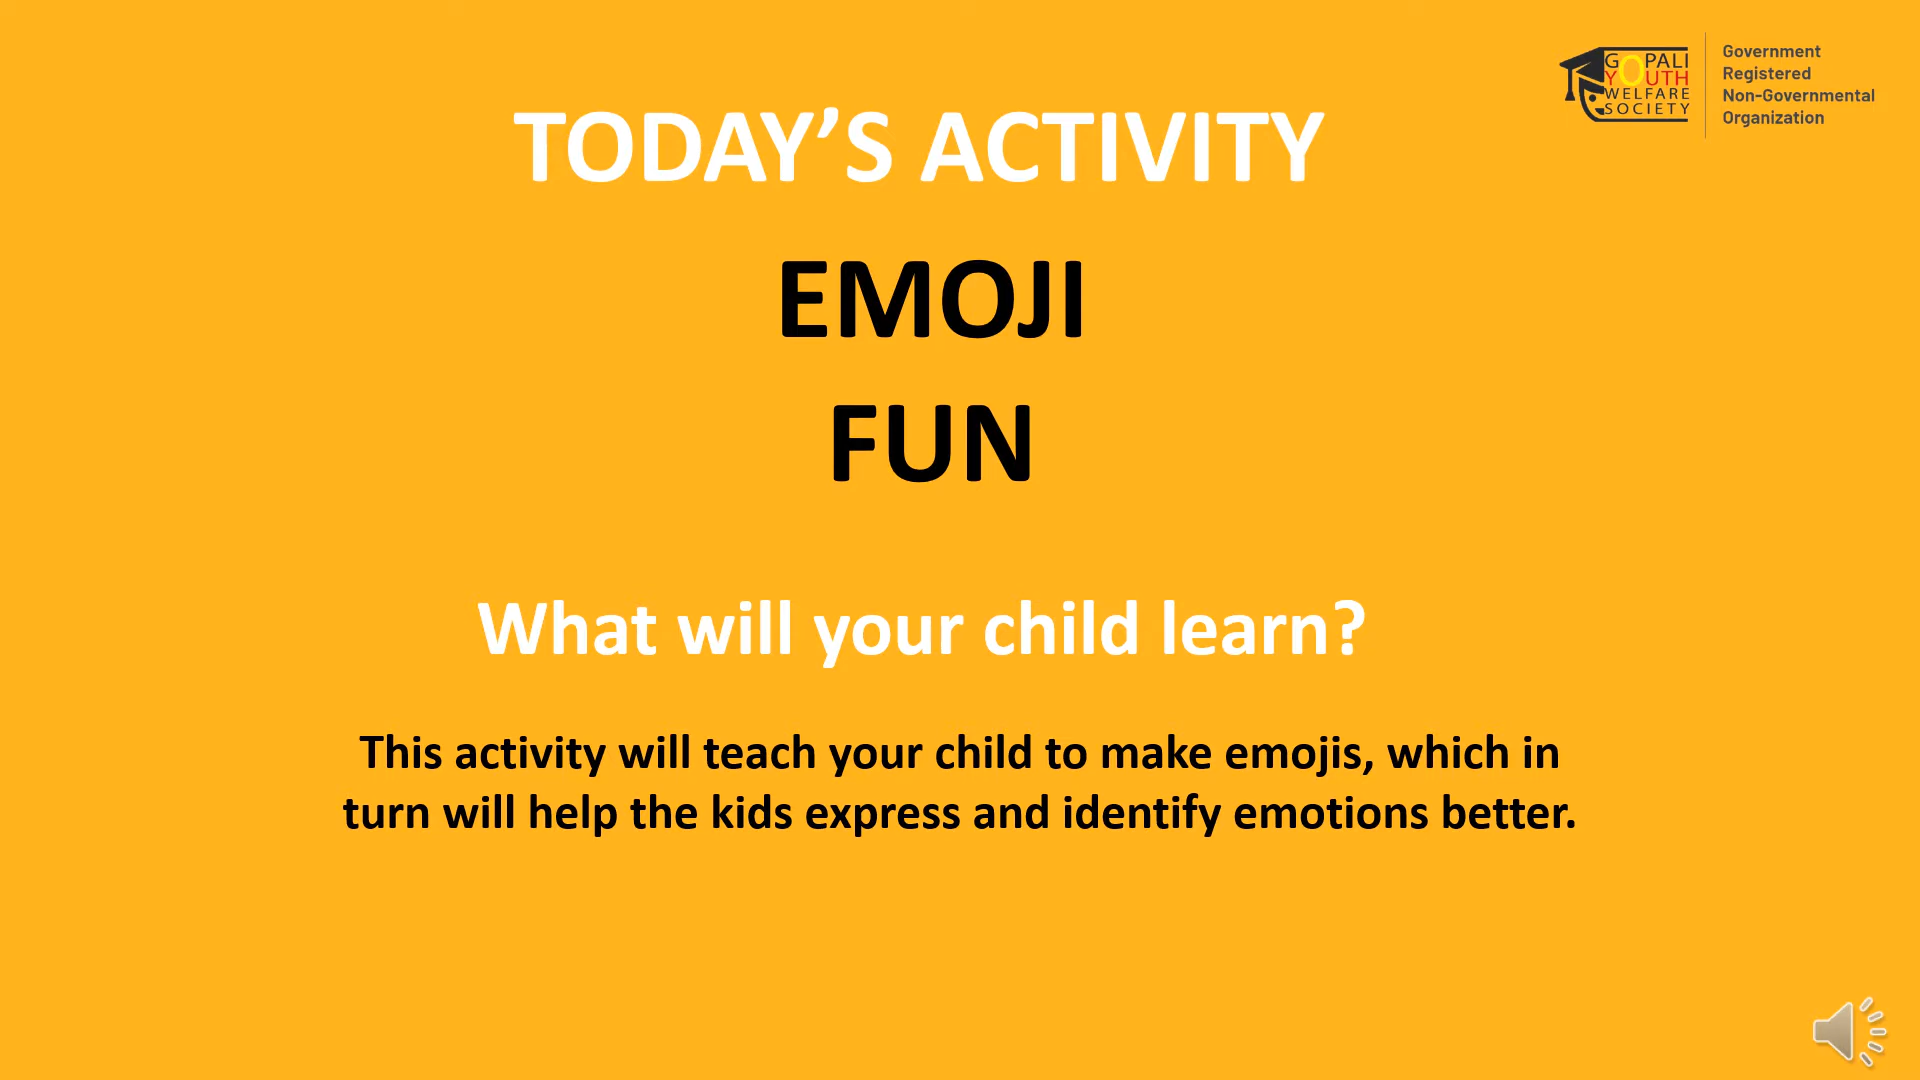 GOPALI
YOUTH
WELFARE
SOCIETY
Government
Registered
Non-Governmental
Organization
TODAY’S ACTIVITY
EMOJI
FUN
What will your child learn?
This activity will teach your child to make emojis, which in
turn will help the kids express and identify emotions better.